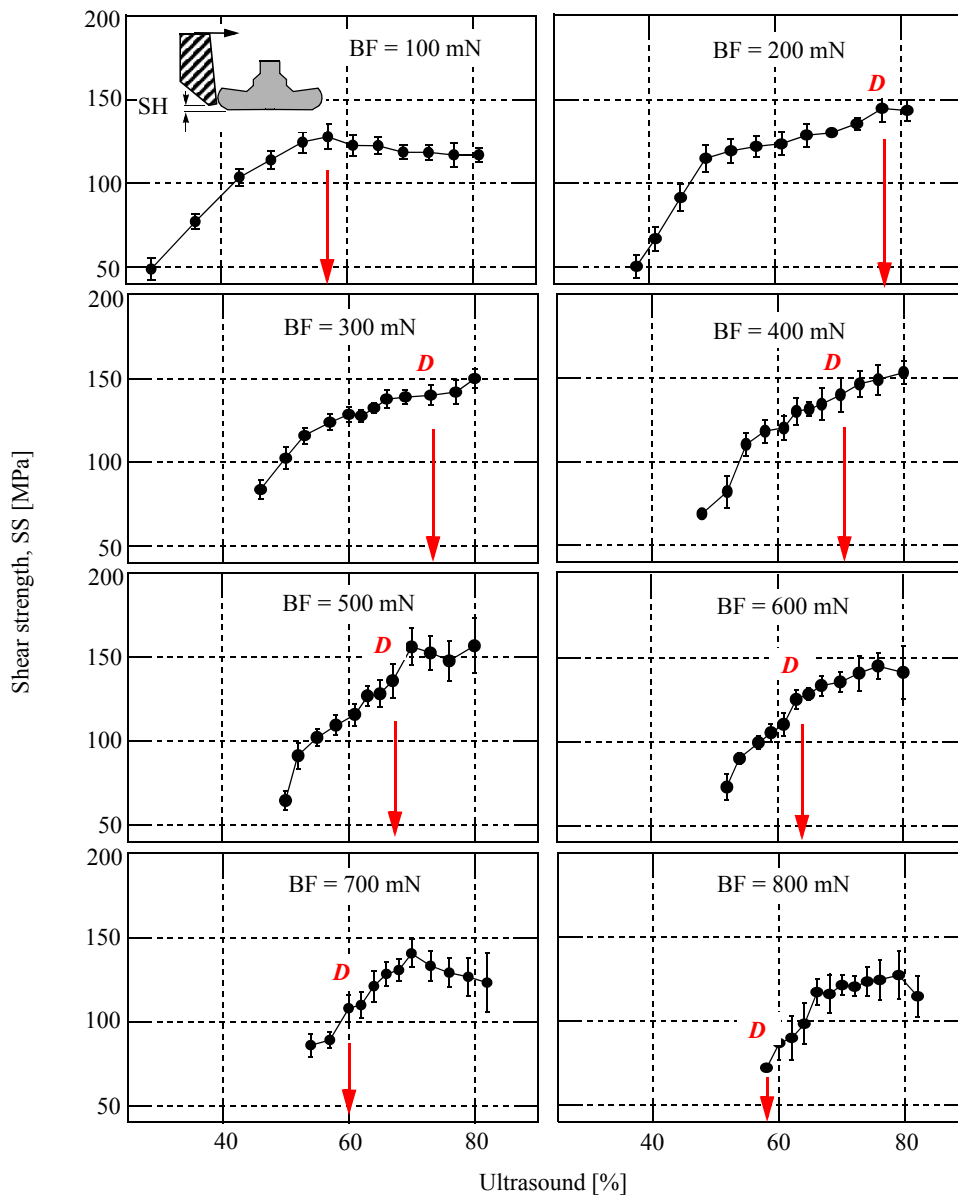 200
150
100
50
BF = 100 mN
SH
BF = 200 mN
D
200
150
100
50
BF = 300 mN
D
BF = 400 mN
D
200
150
100
50
BF = 500 mN
D
BF = 600 mN
D
200
150
100
50
BF = 700 mN
D
BF = 800 mN
D
40 60 80
40 60 80
Shear strength, SS [MPa]
Ultrasound [%]